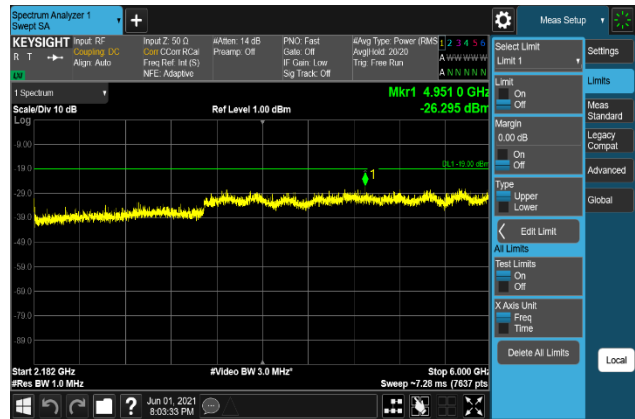 Spectrum Analyzer 1
Swept SA
Meas Setup
KEYSIGHT
R T
LW
Input: RF
Coupling: DC
Align: Auto
Input Z: 50 Ω
Corr CCorr RCal
Freq Ref: Int (S)
NFE: Adaptive
#Atten: 14 dB
Preamp: Off
PNO: Fast
Gate: Off
IF Gain: Low
Sig Track: Off
#Avg Type: Power (RMS
Avg|Hold: 20/20
Trig: Free Run
1 2 3 4 5 6
A W W W W W
A N N N N N
1 Spectrum
Scale/Div 10 dB
Ref Level 1.00 dBm
Mkr1 4.951 0 GHz
-26.295 dBm
Log
-9.00
-19.0
-29.0
-39.0
-49.0
-59.0
-69.0
-79.0
-89.0
DL1 -19.00 dBm
1
Start 2.182 GHz
#Video BW 3.0 MHz*
Stop 6.000 GHz
#Res BW 1.0 MHz
Sweep ~7.28 ms (7637 pts
Select Limit
Limit 1
Limit
On
Off
Margin
0.00 dB
On
Off
Type
Upper
Lower
Edit Limit
All Limits
Test Limits
On
Off
X Axis Unit
Freq
Time
Delete All Limits
Settings
Limits
Meas
Standard
Legacy
Compat
Advanced
Global
Local
?
Jun 01, 2021
8:03:33 PM